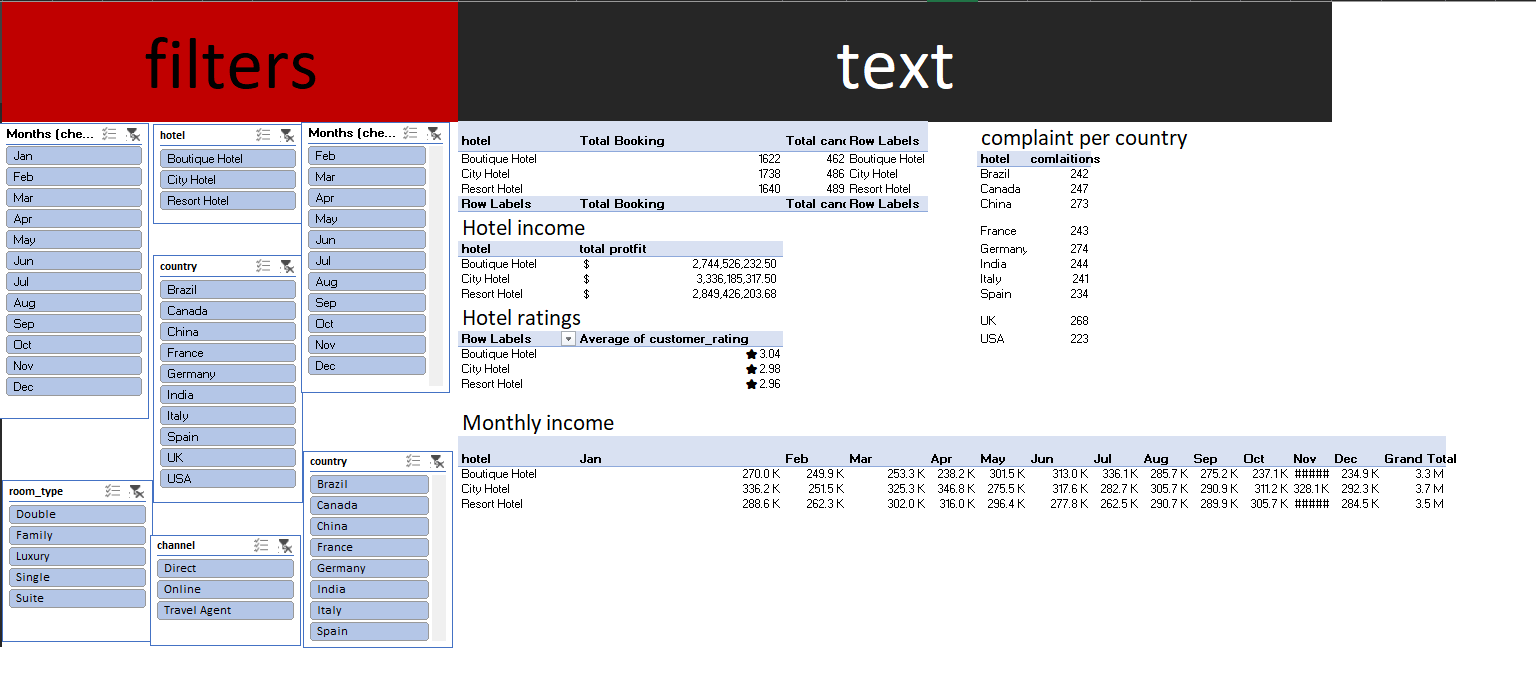 filters
text
Months (che...
Jan
Feb
Mar
Apr
May
Jun
Jul
Aug
Sep
Oct
Nov
Dec
hotel
Boutique Hotel
City Hotel
Resort Hotel
country
Brazil
Canada
China
France
Germany
India
Italy
Spain
UK
USA
Months (che...
Feb
Mar
Apr
May
Jun
Jul
Aug
Sep
Oct
Nov
Dec
room_type
Double
Family
Luxury
Single
Suite
channel
Direct
Online
Travel Agent
country
Brazil
Canada
China
France
Germany
India
Italy
Spain
hotel Total Booking Total canc Row Labels
Boutique Hotel 1622 462 Boutique Hotel
City Hotel 1738 486 City Hotel
Resort Hotel 1640 489 Resort Hotel
Row Labels Total Booking Total canc Row Labels
Hotel income
hotel total protfit
Boutique Hotel $ 2,744,526,232.50
City Hotel $ 3,336,185,317.50
Resort Hotel $ 2,849,426,203.68
Hotel ratings
Row Labels Average of customer_rating
Boutique Hotel ★ 3.04
City Hotel ★ 2.98
Resort Hotel ★ 2.96
complaint per country
hotel comlaitions
Brazil 242
Canada 247
China 273
France 243
Germany 274
India 244
Italy 241
Spain 234
UK 268
USA 223
Monthly income
hotel Jan Feb Mar Apr May Jun Jul Aug Sep Oct Nov Dec Grand Total
Boutique Hotel 270.0 K 249.9 K 253.3 K 238.2 K 301.5 K 313.0 K 336.1 K 285.7 K 275.2 K 237.1 K ##### 234.9 K 3.3 M
City Hotel 336.2 K 251.5 K 325.3 K 346.8 K 275.5 K 317.6 K 282.7 K 305.7 K 290.9 K 311.2 K 328.1 K 292.3 K 3.7 M
Resort Hotel 288.6 K 262.3 K 302.0 K 316.0 K 296.4 K 277.8 K 262.5 K 290.7 K 289.9 K 305.7 K ##### 284.5 K 3.5 M